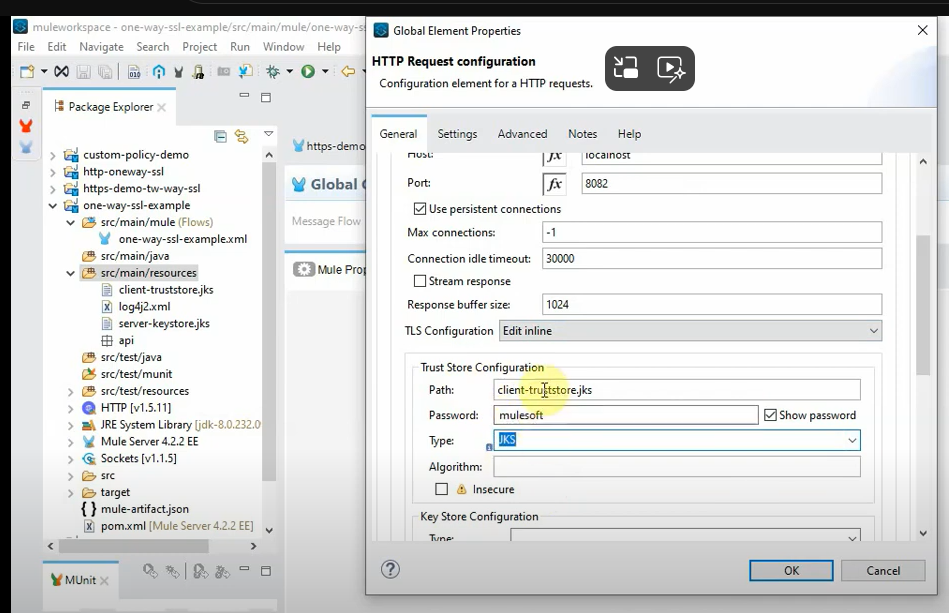 muleworkspace - one-way-ssl-example/src/main/mule/one-way-ss
File Edit Navigate Search Project Run Window Help
Package Explorer
custom-policy-demo
http-oneway-ssl
https-demo-tw-way-ssl
one-way-ssl-example
src/main/mule (Flows)
one-way-ssl-example.xml
src/main/java
src/main/resources
client-truststore.jks
log4j2.xml
server-keystore.jks
api
src/test/java
src/test/munit
src/test/resources
HTTP [v1.5.11]
JRE System Library [jdk-8.0.232.0
Mule Server 4.2.2 EE
Sockets [v1.1.5]
src
target
mule-artifact.json
pom.xml [Mule Server 4.2.2 EE]
MUnit
https-demo
Global
Message Flow
Mule Prop
Global Element Properties
HTTP Request configuration
Configuration element for a HTTP requests.
General Settings Advanced Notes Help
Host: fx localhost
Port: fx 8082
Use persistent connections
Max connections: -1
Connection idle timeout: 30000
Stream response
Response buffer size: 1024
TLS Configuration Edit inline
Trust Store Configuration
Path: client-truststore.jks
Password: mulesoft Show password
Type: JKS
Algorithm:
Insecure
Key Store Configuration
Type:
OK Cancel